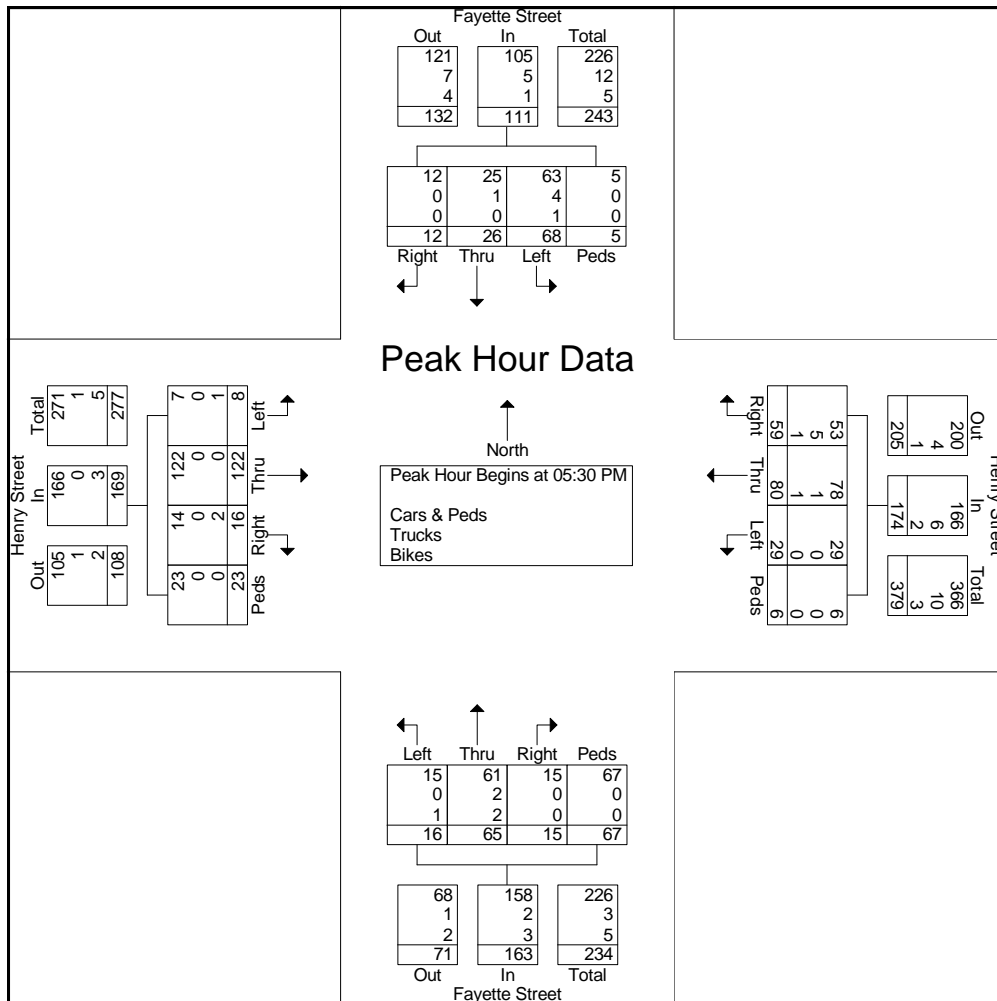 Fayette Street
Out In Total
121 105 226
7 5 12
4 1 5
132 111 243
12 25 63 5
0 1 4 0
0 0 1 0
12 26 68 5
Right Thru Left Peds
Peak Hour Data
North
Peak Hour Begins at 05:30 PM
Cars & Peds
Trucks
Bikes
Henry Street
Out In Total
105 166 271
1 0 1
2 3 5
108 169 277
7 122 14 23
0 0 0 0
1 0 2 0
8 122 16 23
Left Thru Right Peds
Right Thru Left Peds
59 80 29 6
1 1 0 0
5 1 0 0
53 78 29 6
205 174 379
1 2 3
4 6 10
200 166 366
Out In Total
Henry Street
Left Thru Right Peds
15 61 15 67
0 2 0 0
1 2 0 0
16 65 15 67
68 158 226
1 2 3
2 3 5
71 163 234
Out In Total
Fayette Street